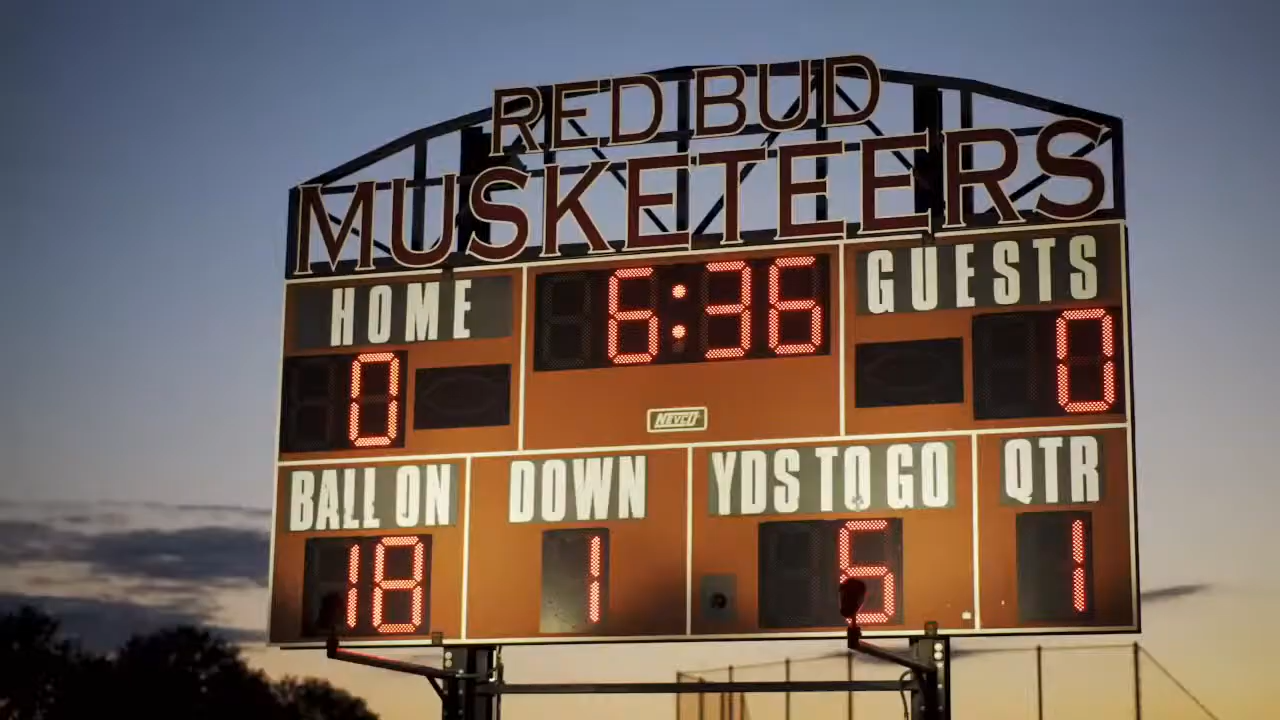 RED BUD
MUSKETEERS
HOME
6:36
GUESTS
0
0
NEVCO
BALL ON
DOWN
YDS TO GO
QTR
18
1
5
1